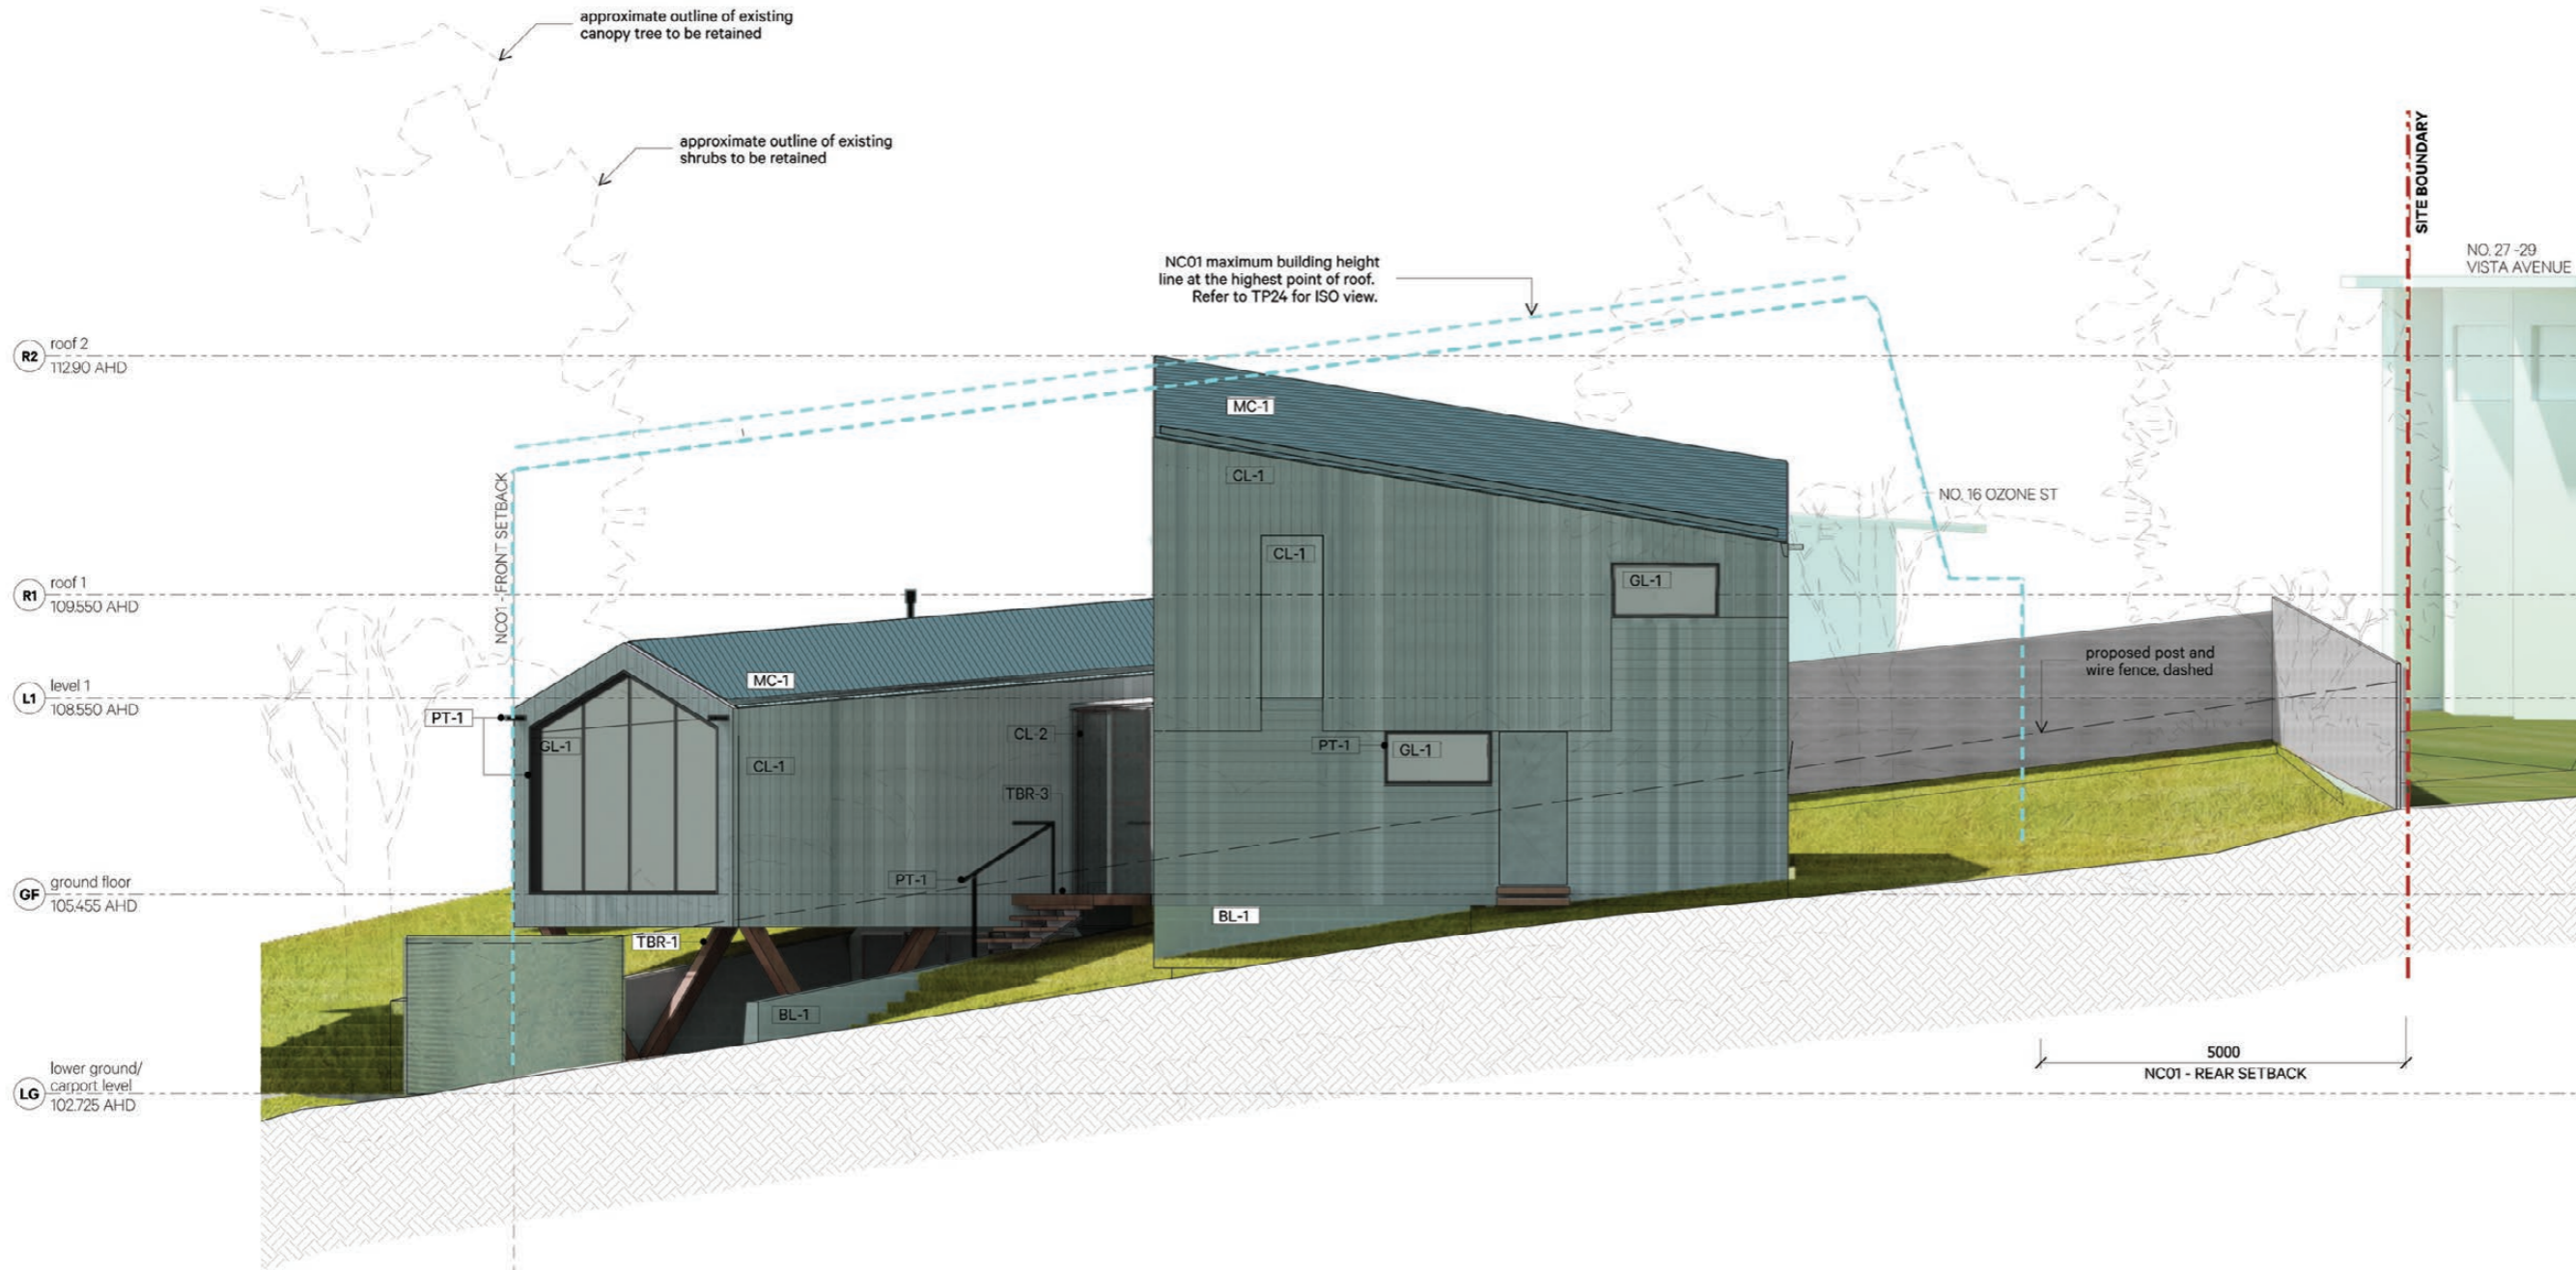 approximate outline of existing
canopy tree to be retained
approximate outline of existing
shrubs to be retained
SITE BOUNDARY
NO. 27 -29
VISTA AVENUE
NC01 maximum building height
line at the highest point of roof.
Refer to TP24 for ISO view.
R2
roof 2
112.90 AHD
MC-1
CL-1
NC01 - FRONT SETBACK
NO. 16 OZONE ST
CL-1
GL-1
R1
roof 1
109.550 AHD
proposed post and
wire fence, dashed
MC-1
L1
level 1
108.550 AHD
PT-1
GL-1
CL-1
CL-2
PT-1
GL-1
TBR-3
PT-1
GF
ground floor
105.455 AHD
BL-1
TBR-1
BL-1
5000
NC01 - REAR SETBACK
LG
lower ground/
carport level
102.725 AHD